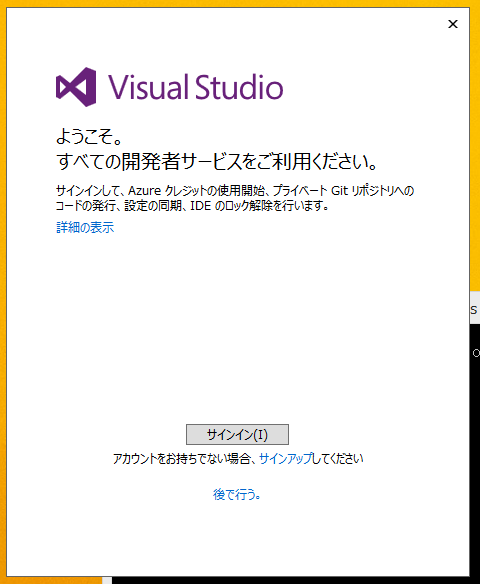 Visual Studio
ようこそ。
すべての開発者サービスをご利用ください。
サインインして、Azure クレジットの使用開始、プライベート Git リポジトリへの
コードの発行、設定の同期、IDE のロック解除を行います。
詳細の表示
s
o
サインイン(I)
アカウントをお持ちでない場合、サインアップしてください
後で行う。